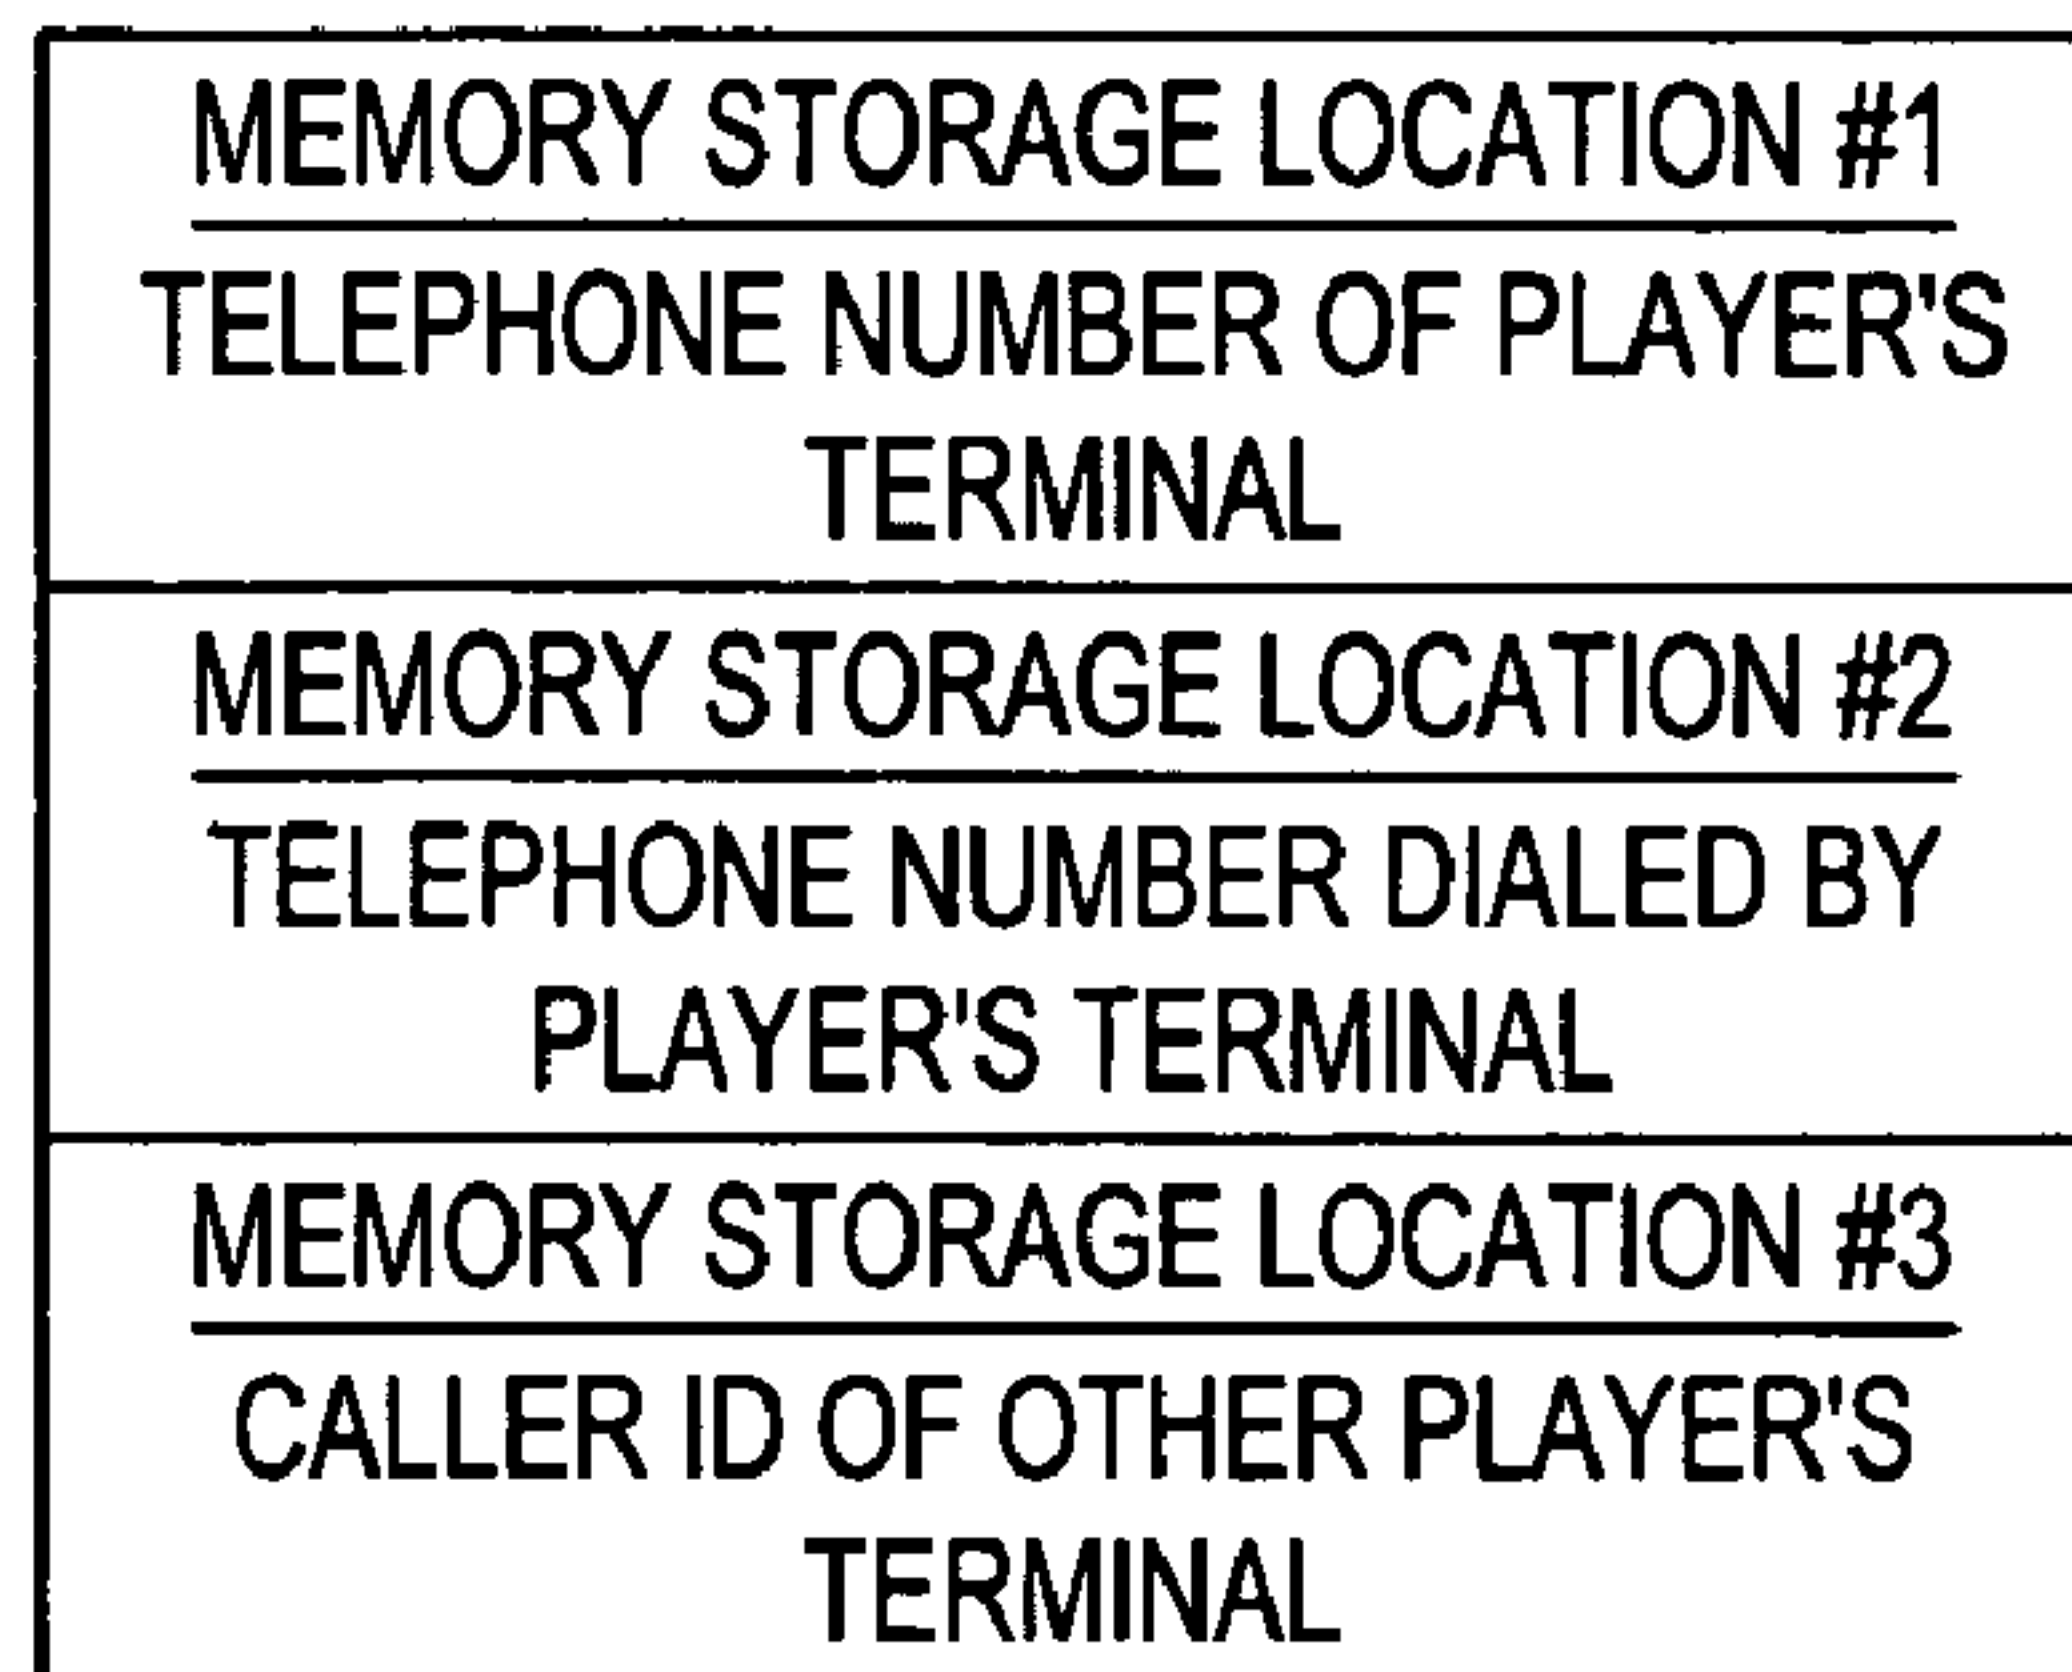 MEMORY STORAGE LOCATION #1
TELEPHONE NUMBER OF PLAYER'S
TERMINAL
MEMORY STORAGE LOCATION #2
TELEPHONE NUMBER DIALED BY
PLAYER'S TERMINAL
MEMORY STORAGE LOCATION #3
CALLER ID OF OTHER PLAYER'S
TERMINAL